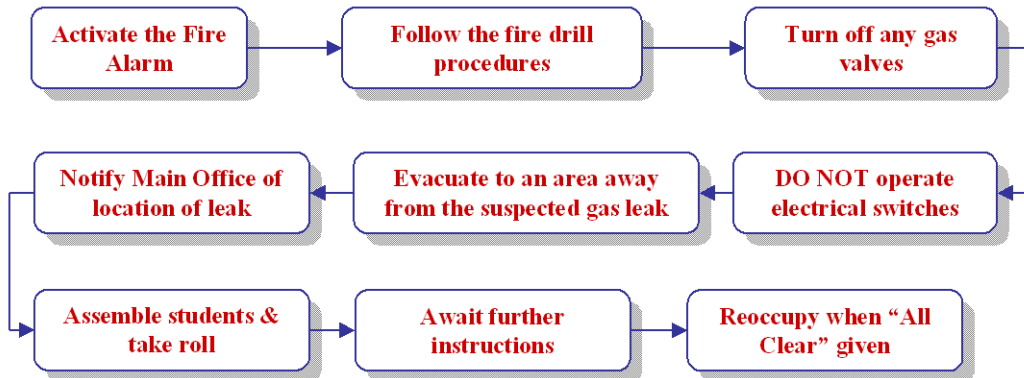 Activate the Fire
Alarm
Follow the fire drill
procedures
Turn off any gas
valves
DO NOT operate
electrical switches
Evacuate to an area away
from the suspected gas leak
Notify Main Office of
location of leak
Assemble students &
take roll
Await further
instructions
Reoccupy when “All
Clear” given